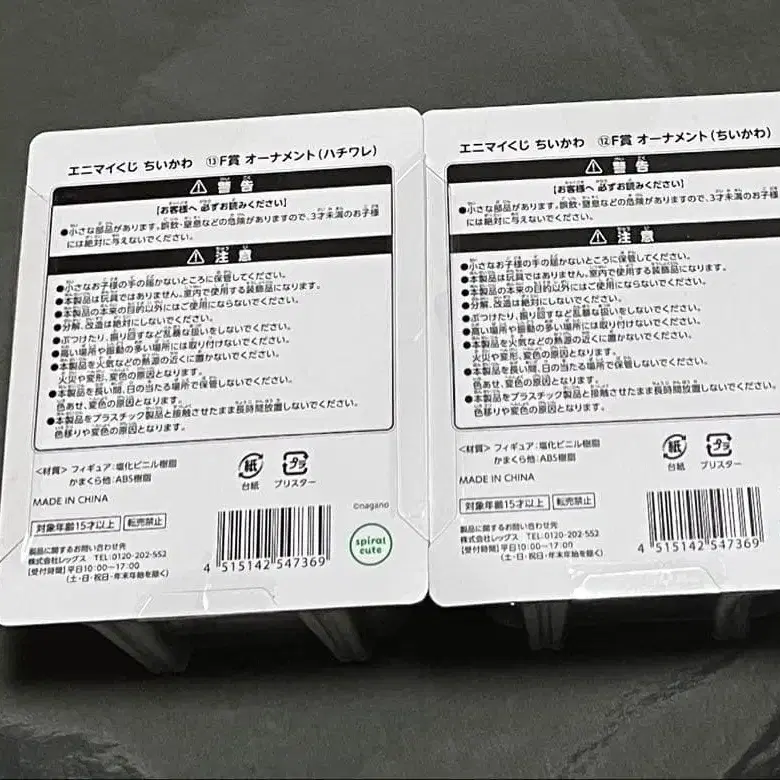 エニマイくじ ちいかわ ⑬F賞 オーナメント(ハチワレ)
⚠ 警告
【お客様へ 必ずお読みください】
●小さな部品があります。誤飲・窒息などの危険がありますので、3才未満のお子様
には絶対に与えないでください。
⚠ 注意
●小さなお子様の手の届かないところに保管してください。
●本製品は玩具ではありません。室内で使用する装飾品になります。
●本製品の本来の目的以外にはご使用にならないでください。
●分解、改造は絶対にしないでください。
●ぶつけたり、振り回すなど乱暴な扱いをしないでください。
●高い場所や振動の多い場所には取り付けないでください。
●本製品を火気などの熱源の近くに置かないでください。
火災や変形、変色の原因となります。
●本製品を長い間、日の当たる場所で保管しないでください。
色あせ、変色の原因となります。
●本製品をプラスチック製品と接触させたまま長時間放置しないでください。
色移りや変色の原因となります。
<材質> フィギュア:塩化ビニル樹脂
かまくら他:ABS樹脂
紙
台紙
プラ
ブリスター
MADE IN CHINA
©nagano
対象年齢15才以上 転売禁止
製品に関するお問い合わせ先
株式会社レッグス TEL:0120-202-552
【受付時間】平日10:00~17:00
(土・日・祝日・年末年始を除く)
4 515142 547369
spiral
cute
エニマイくじ ちいかわ ⑫F賞 オーナメント(ちいかわ)
⚠ 警告
【お客様へ 必ずお読みください】
●小さな部品があります。誤飲・窒息などの危険がありますので、3才未満のお子様
には絶対に与えないでください。
⚠ 注意
●小さなお子様の手の届かないところに保管してください。
●本製品は玩具ではありません。室内で使用する装飾品になります。
●本製品の本来の目的以外にはご使用にならないでください。
●分解、改造は絶対にしないでください。
●ぶつけたり、振り回すなど乱暴な扱いをしないでください。
●高い場所や振動の多い場所には取り付けないでください。
●本製品を火気などの熱源の近くに置かないでください。
火災や変形、変色の原因となります。
●本製品を長い間、日の当たる場所で保管しないでください。
色あせ、変色の原因となります。
●本製品をプラスチック製品と接触させたまま長時間放置しないでください。
色移りや変色の原因となります。
<材質> フィギュア:塩化ビニル樹脂
かまくら他:ABS樹脂
紙
台紙
プラ
ブリスター
MADE IN CHINA
対象年齢15才以上 転売禁止
製品に関するお問い合わせ先
株式会社レッグス TEL:0120-202-552
【受付時間】平日10:00~17:00
(土・日・祝日・年末年始を除く)
4 515142 547369